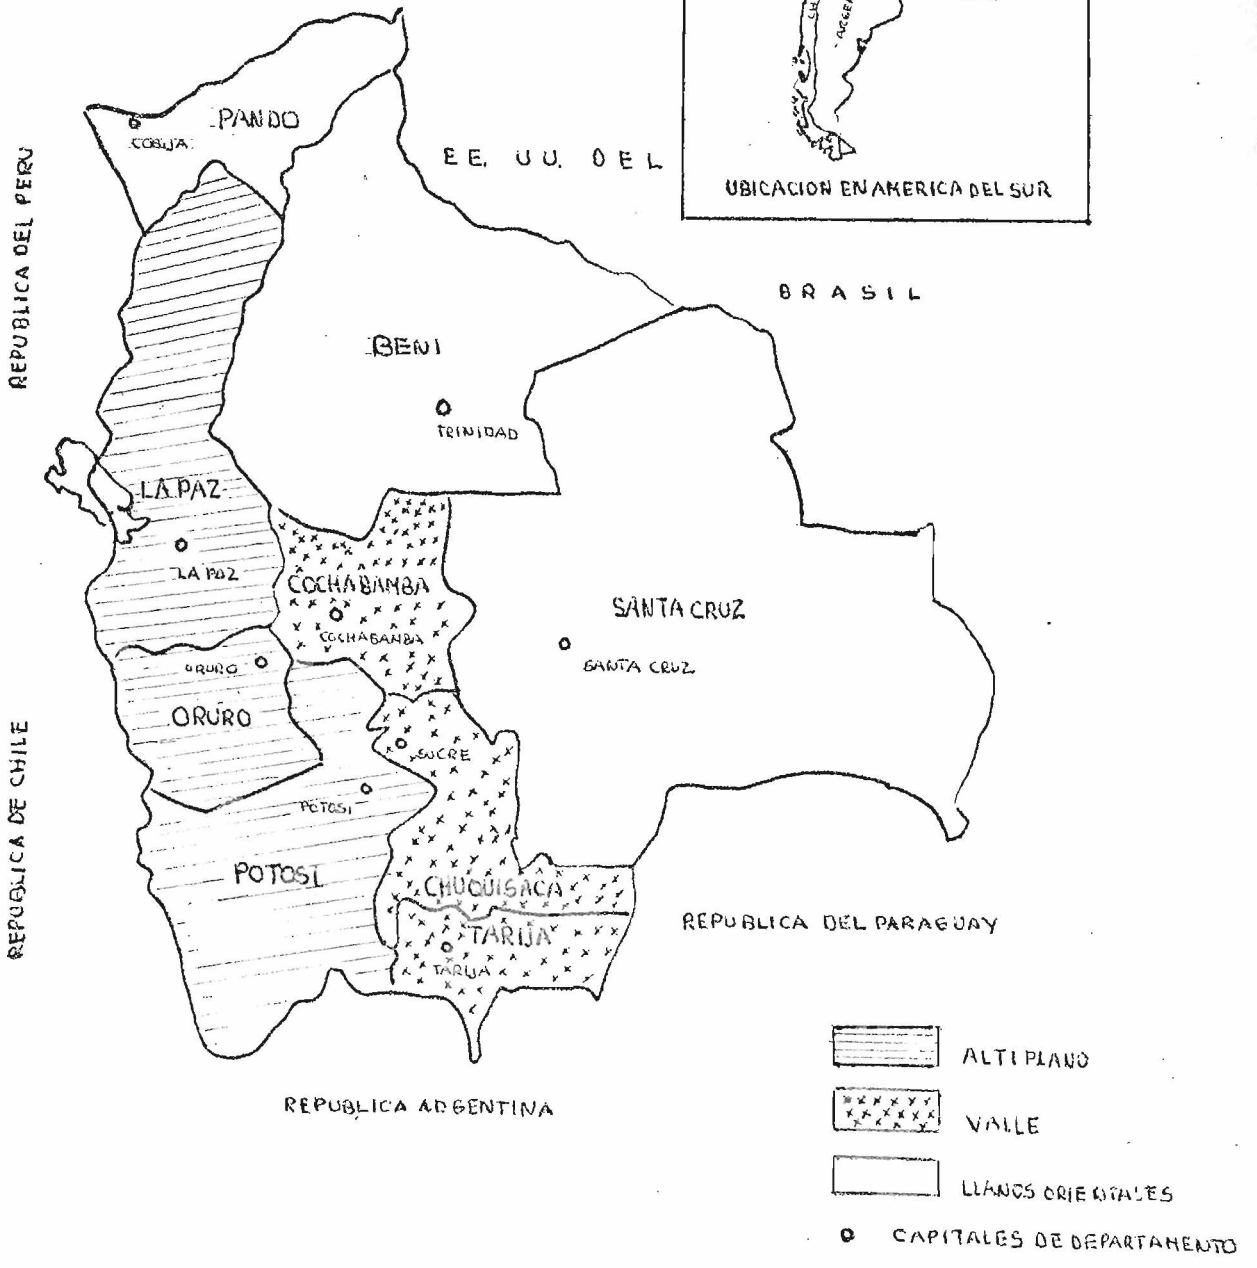 PANDO
COBIJA
EE. UU. DEL
BRASIL
UBICACION EN AMERICA DEL SUR
REPUBLICA DEL PERU
BENI
TRINIDAD
LA PAZ
LA PAZ
COCHABAMBA
COCHABAMBA
SANTA CRUZ
SANTA CRUZ
ORURO
ORURO
SUCRE
POTOSI
POTOSI
CHUQUISACA
TARIJA
TARIJA
REPUBLICA DE CHILE
REPUBLICA DEL PARAGUAY
REPUBLICA ARGENTINA
ALTIPLANO
VALLE
LLANOS ORIENTALES
CAPITALES DE DEPARTAMENTO